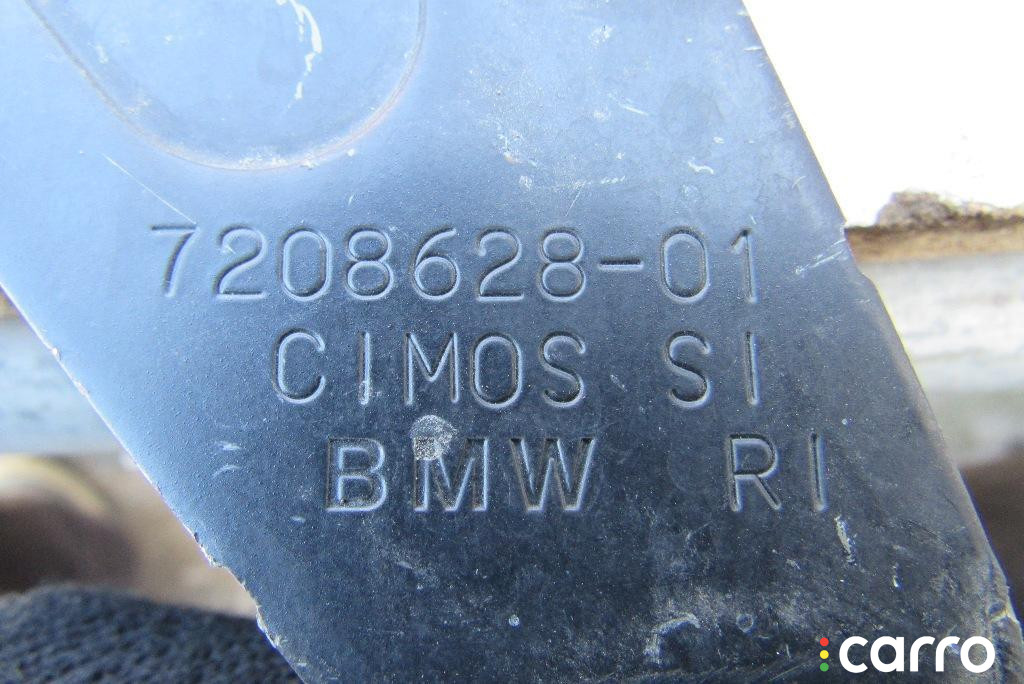 7208628-01
CIMOS SI
BMW RI
carro